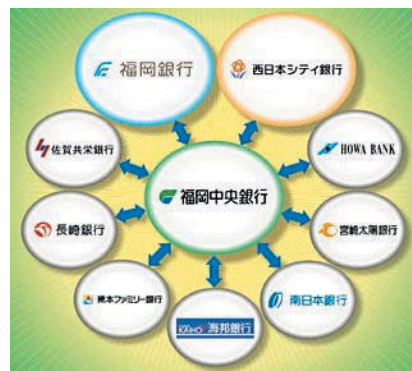 福岡銀行
西日本シティ銀行
佐賀共栄銀行
HOWA BANK
福岡中央銀行
長崎銀行
宮崎太陽銀行
熊本ファミリー銀行
南日本銀行
KAIHO 海邦銀行